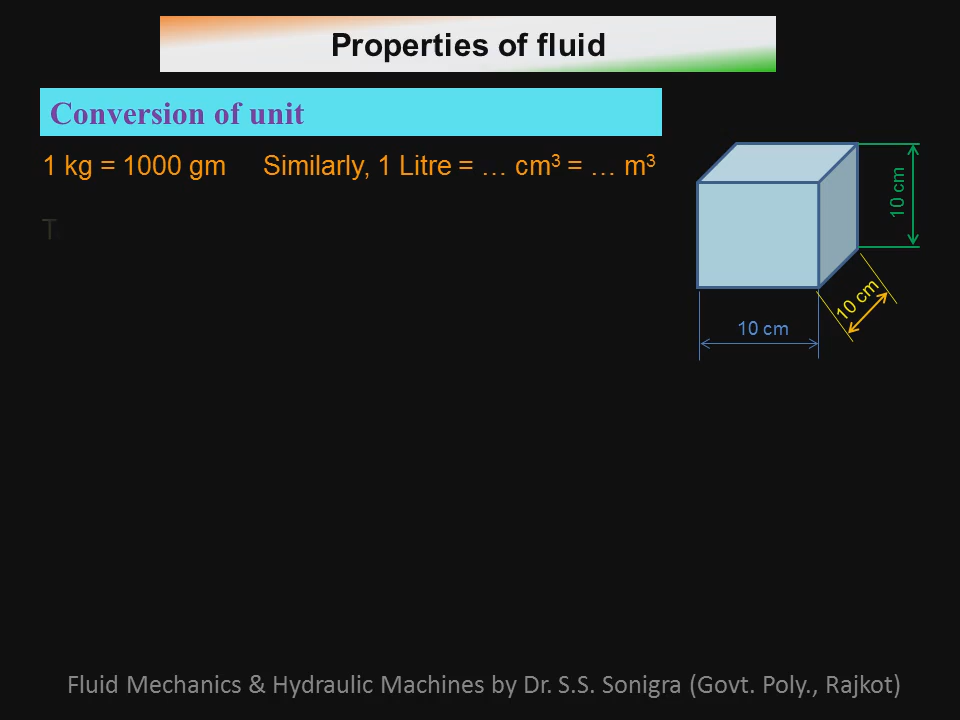 Properties of fluid
Conversion of unit
1 kg = 1000 gm Similarly, 1 Litre = … cm³ = … m³
T
10 cm
10 cm
10 cm
Fluid Mechanics & Hydraulic Machines by Dr. S.S. Sonigra (Govt. Poly., Rajkot)